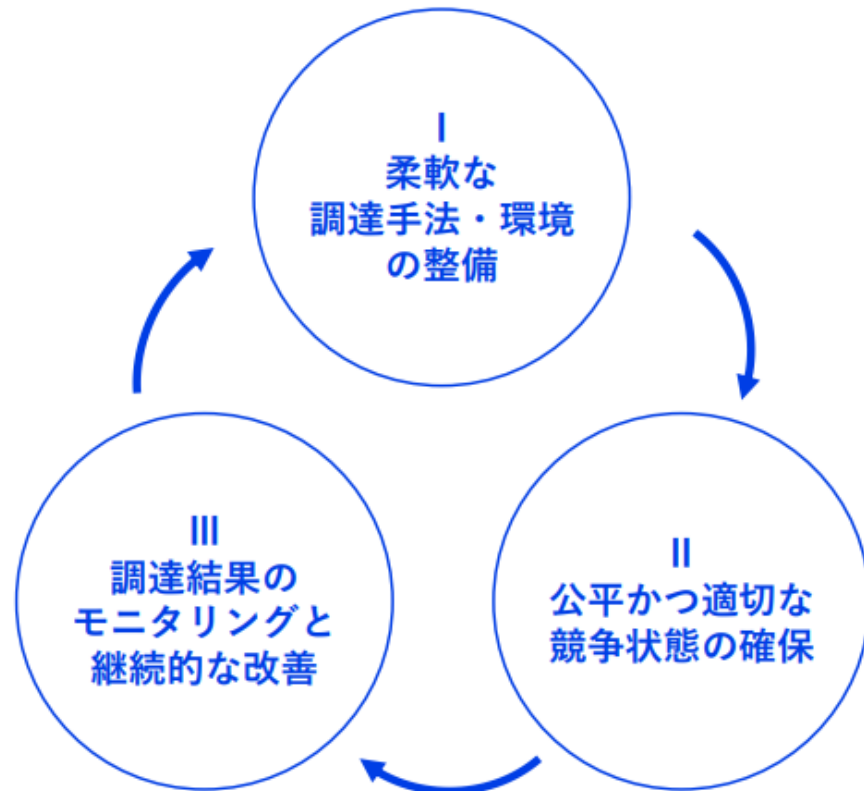 I
柔軟な
調達手法・環境
の整備
II
公平かつ適切な
競争状態の確保
III
調達結果の
モニタリングと
継続的な改善